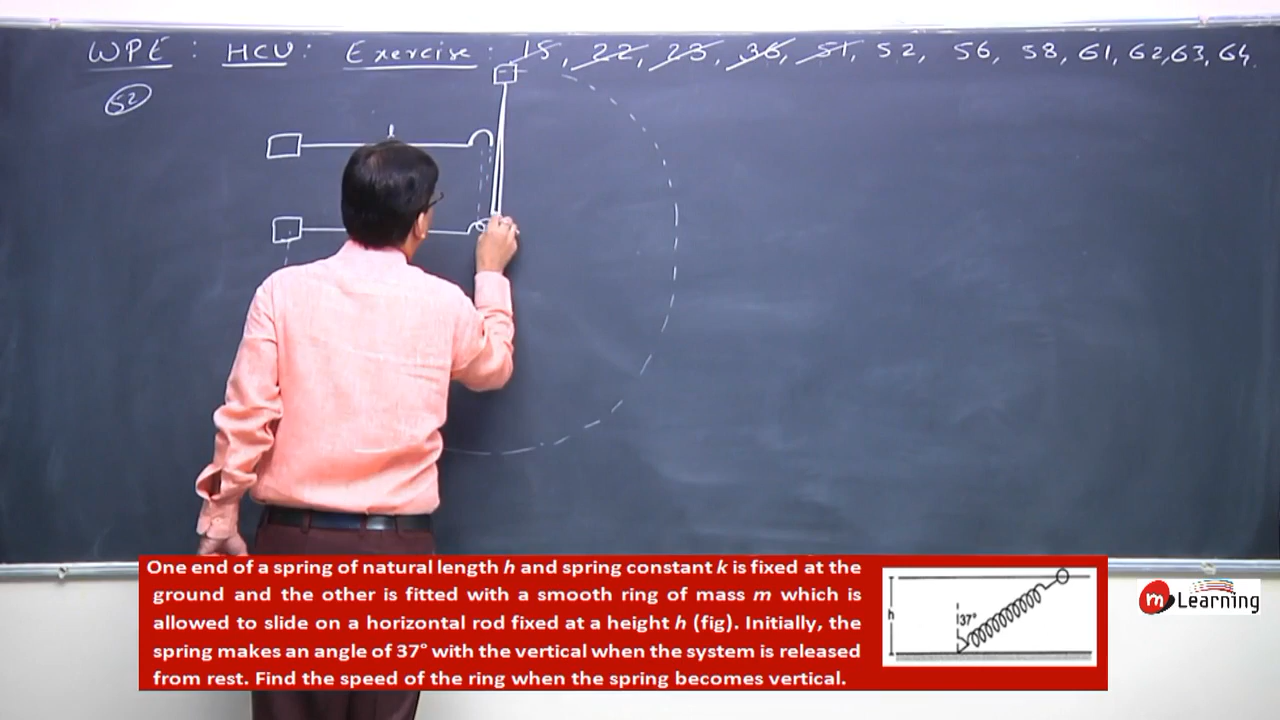 WPE : HCV : Exercise : 15, 22, 23, 36, 51, 52, 56, 58, 61, 62, 63, 64.
52
l
One end of a spring of natural length h and spring constant k is fixed at the
ground and the other is fitted with a smooth ring of mass m which is
allowed to slide on a horizontal rod fixed at a height h (fig). Initially, the
spring makes an angle of 37° with the vertical when the system is released
from rest. Find the speed of the ring when the spring becomes vertical.
h
37°
m Learning